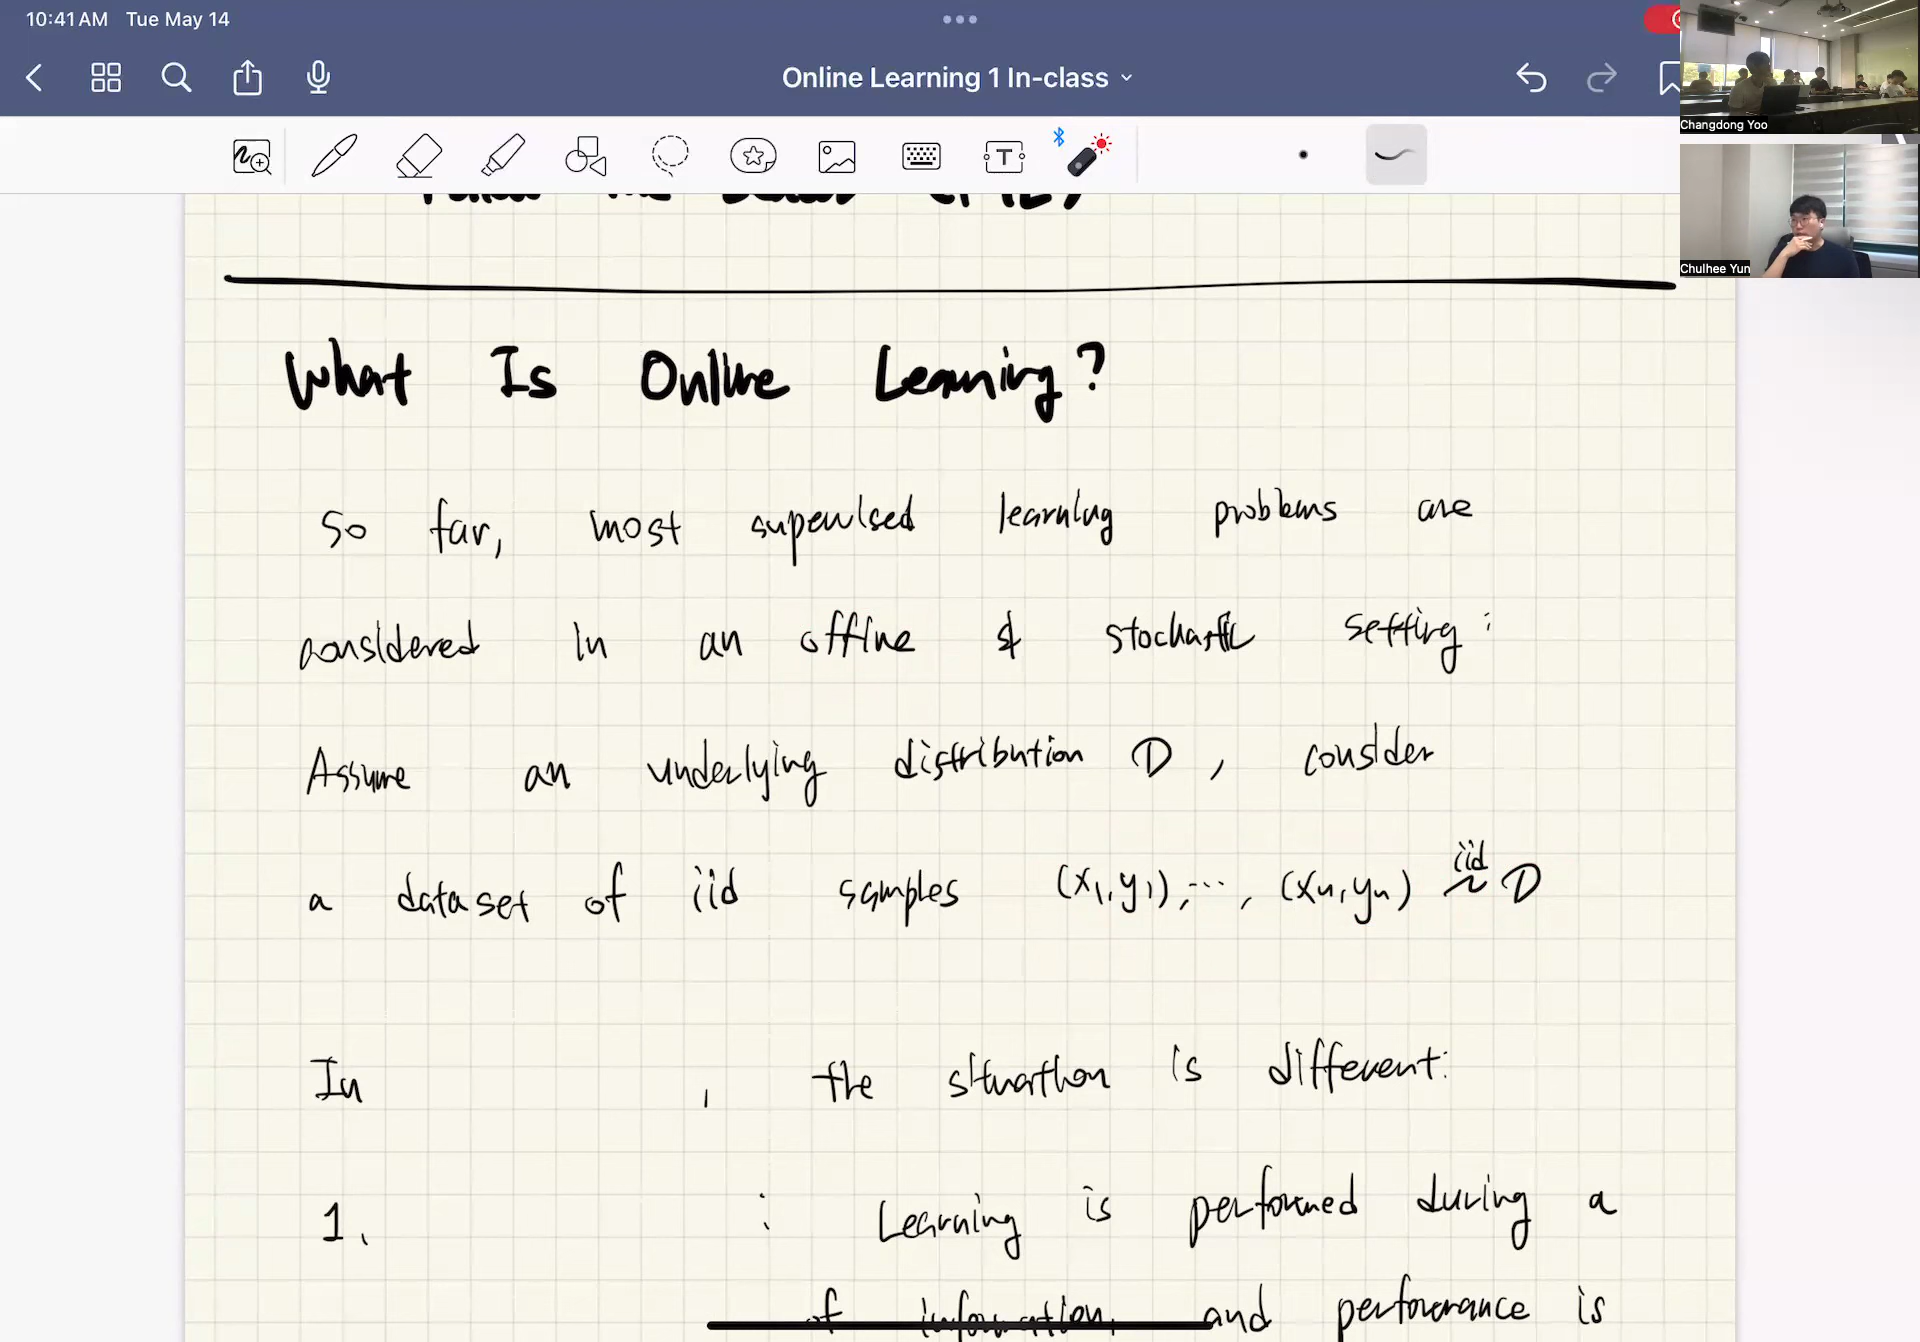 10:41 AM Tue May 14
Online Learning 1 In-class
Changdong Yoo
Chulhee Yun
What Is Online Learning?
So far, most supervised learning problems are
considered in an offline & stochastic setting:
Assume an underlying distribution D, consider
a dataset of iid samples (x₁,y₁), ..., (xₙ,yₙ) iid ~ D
In , the situation is different:
1. : Learning is performed during a
of information, and performance is